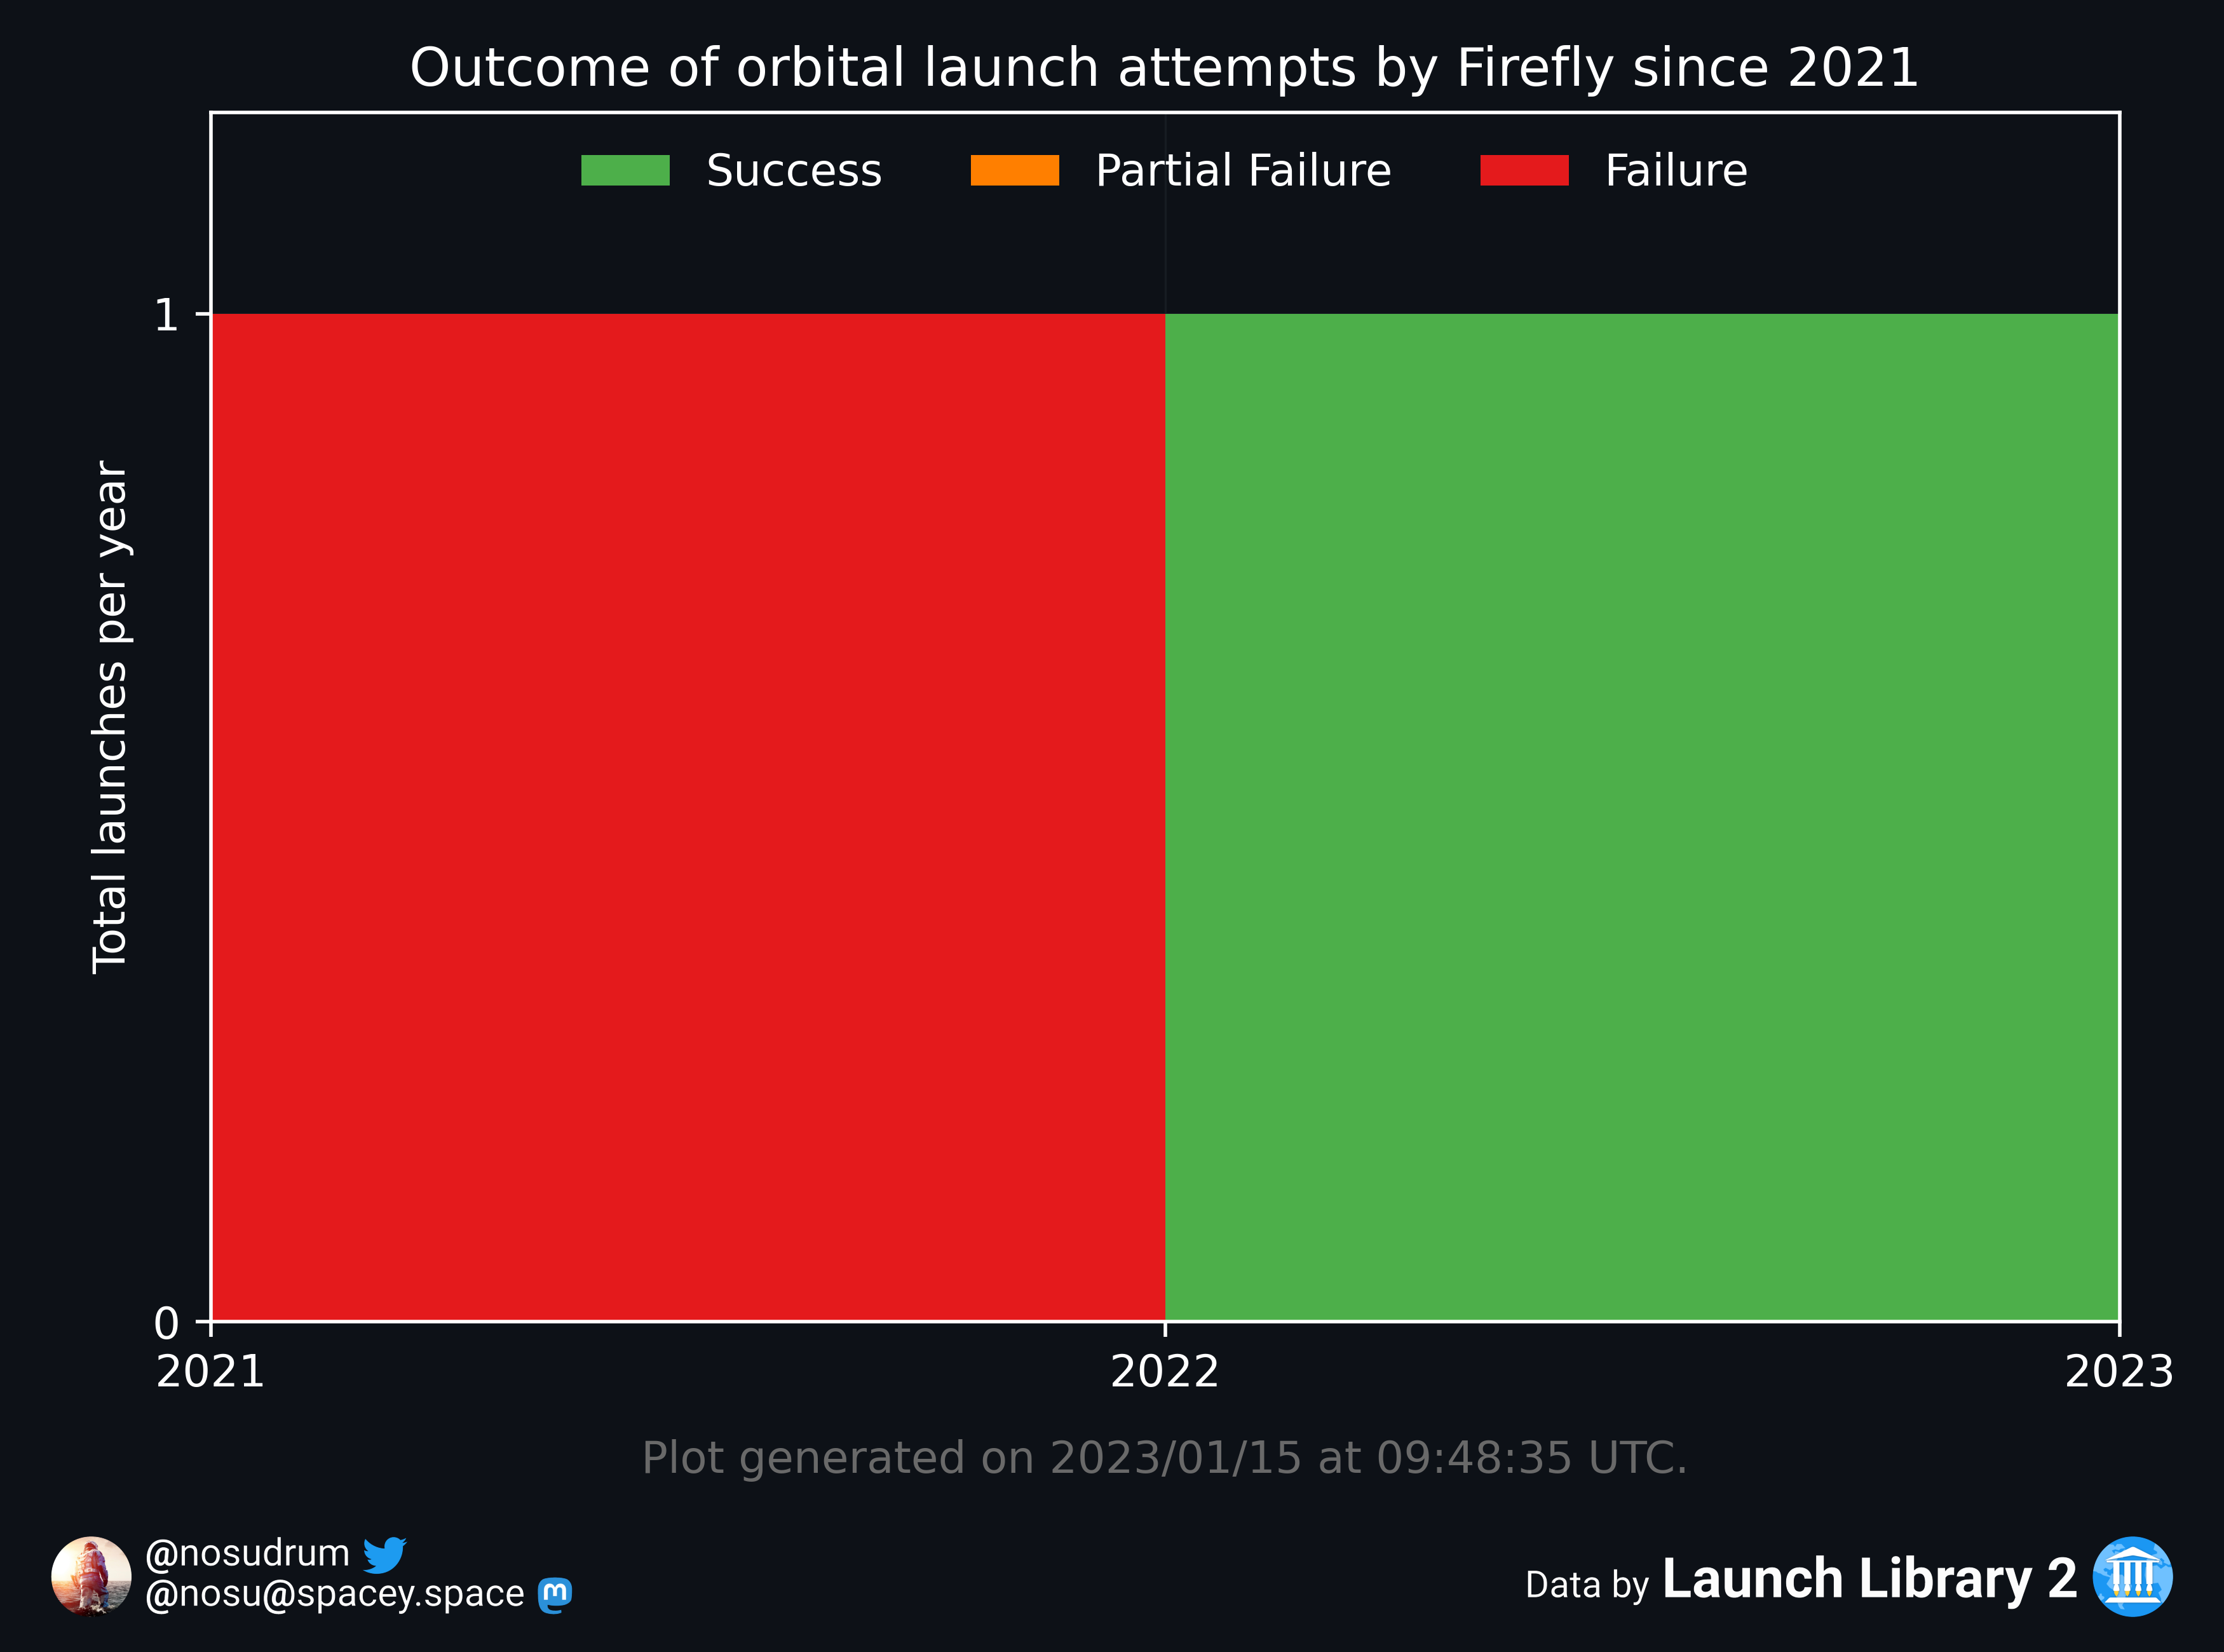 Outcome of orbital launch attempts by Firefly since 2021
Success Partial Failure Failure
1
Total launches per year
0
2021 2022 2023
Plot generated on 2023/01/15 at 09:48:35 UTC.
@nosudrum
@nosu@spacey.space
Data by Launch Library 2